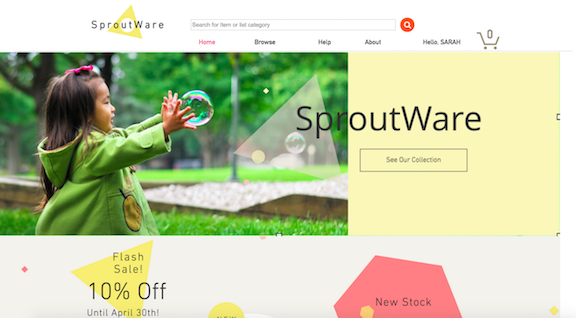 SproutWare
Search for item or list category
Home Browse Help About Hello, SARAH 0
SproutWare
See Our Collection
Flash
Sale!
10% Off
Until April 30th!
New Stock
NEW